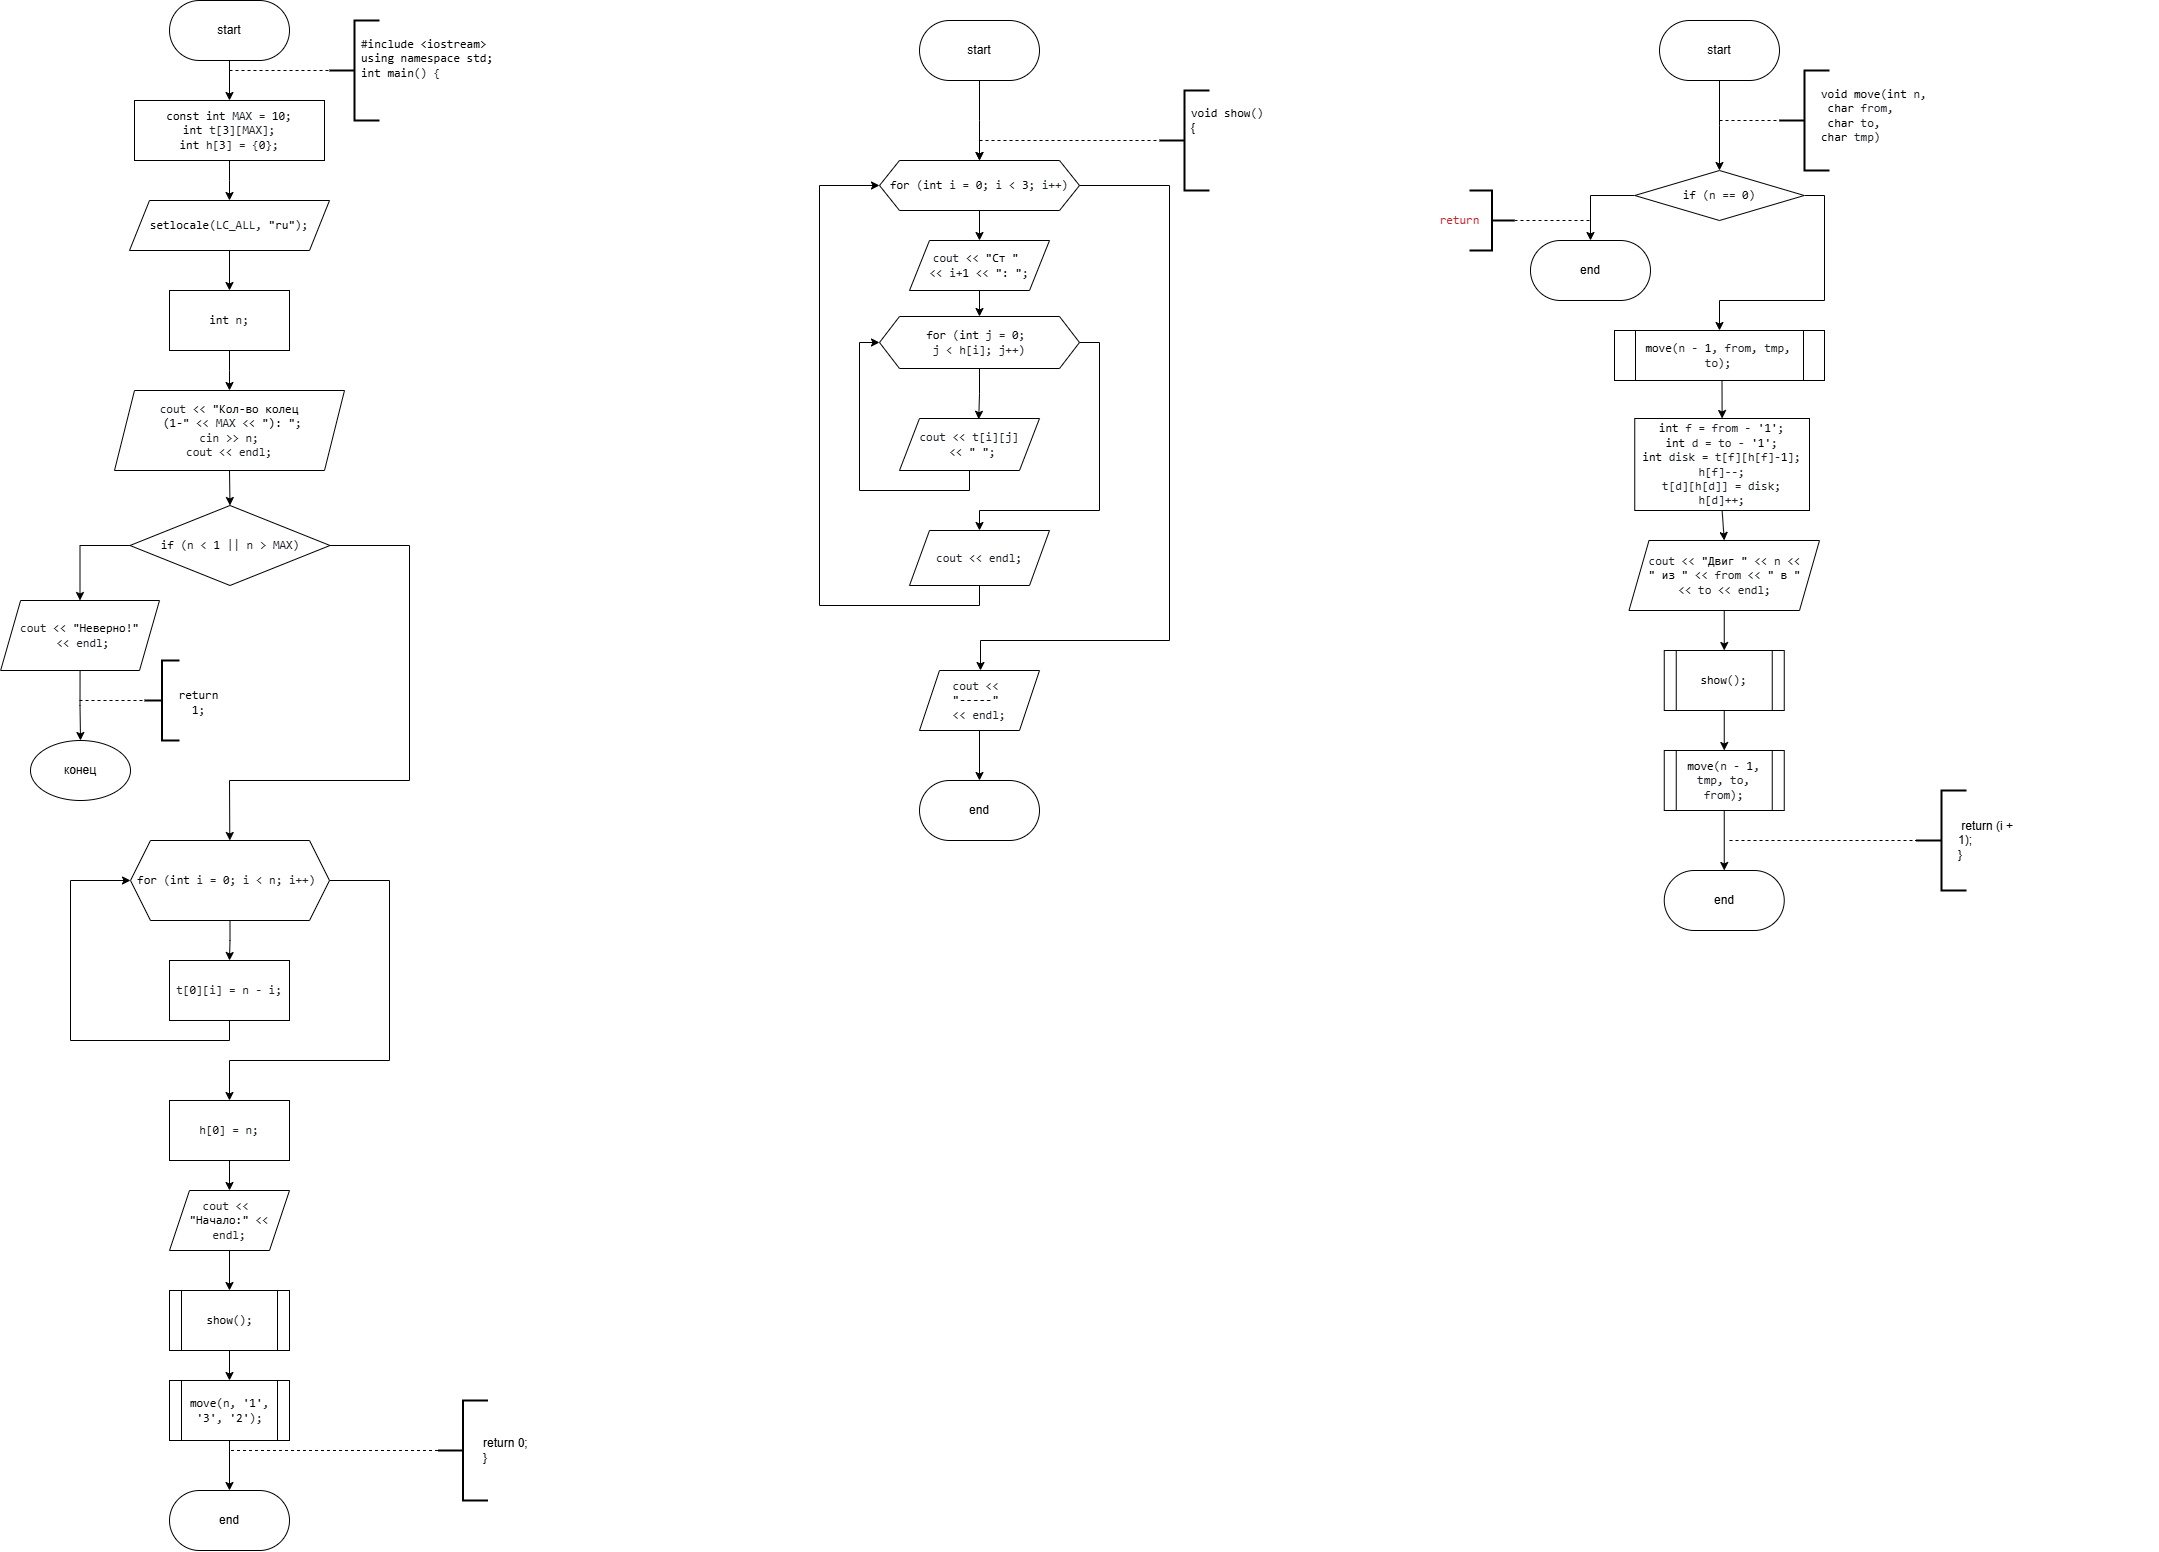 start
#include <iostream>
using namespace std;
int main() {
const int MAX = 10;
int t[3][MAX];
int h[3] = {0};
setlocale(LC_ALL, "ru");
int n;
cout << "Кол-во колец
(1-" << MAX << "): ";
cin >> n;
cout << endl;
if (n < 1 || n > MAX)
cout << "Неверно!"
<< endl;
return
1;
конец
for (int i = 0; i < n; i++)
t[0][i] = n - i;
h[0] = n;
cout <<
"Начало:" <<
endl;
show();
move(n, '1',
'3', '2');
return 0;
}
end
start
void show()
{
for (int i = 0; i < 3; i++)
cout << "Ст "
<< i+1 << ": ";
for (int j = 0;
j < h[i]; j++)
cout << t[i][j]
<< " ";
cout << endl;
cout <<
"-----"
<< endl;
end
start
void move(int n,
char from,
char to,
char tmp)
if (n == 0)
return
end
move(n - 1, from, tmp,
to);
int f = from - '1';
int d = to - '1';
int disk = t[f][h[f]-1];
h[f]--;
t[d][h[d]] = disk;
h[d]++;
cout << "Двиг " << n <<
" из " << from << " в "
<< to << endl;
show();
move(n - 1,
tmp, to,
from);
return (i +
1);
}
end